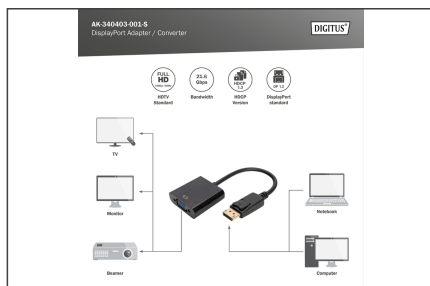 AK-340403-001-S
DisplayPort Adapter / Converter
DIGITUS®
FULL
HD
HDTV
Standard
21.6
Gbps
Bandwidth
HDCP
1.3
HDCP
Version
DP 1.2
DisplayPort
standard
TV
Monitor
Beamer
Notebook
Computer